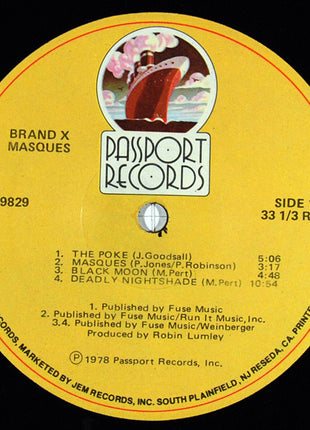 PASSPORT
RECORDS
BRAND X
MASQUES
9829
SIDE
33 1/3 R
1. THE POKE (J.Goodsall) 5:06
2. MASQUES (P.Jones/P.Robinson) 3:17
3. BLACK MOON (M.Pert) 4:48
4. DEADLY NIGHTSHADE (M.Pert) 10:54
1. Published by Fuse Music
2. Published by Fuse Music/Run It Music, Inc.
3.4. Published by Fuse Music/Weinberger
Produced by Robin Lumley
Ⓟ 1978 Passport Records, Inc.
CORDS, MARKETED BY JEM RECORDS, INC. SOUTH PLAINFIELD, NJ RESEDA, CA. PRINTE